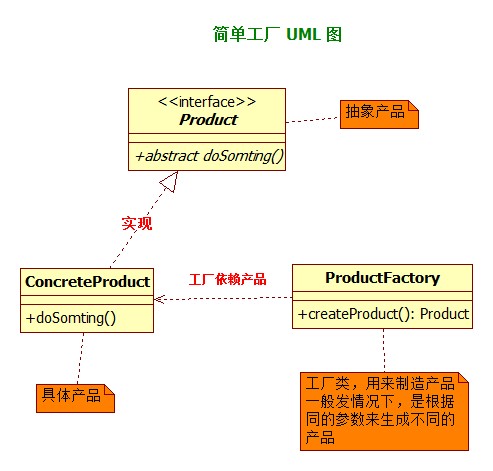 简单工厂 UML 图
<<interface>>
Product
+abstract doSomting()
抽象产品
实现
ConcreteProduct
+doSomting()
工厂依赖产品
ProductFactory
+createProduct(): Product
具体产品
工厂类，用来制造产品
一般发情况下，是根据
同的参数来生成不同的
产品